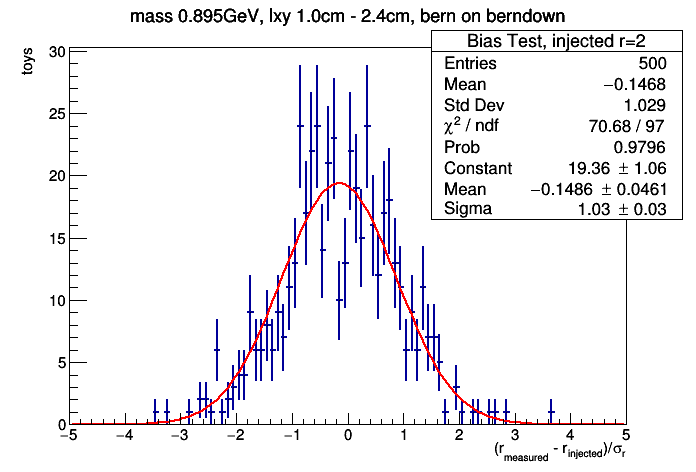 mass 0.895GeV, lxy 1.0cm - 2.4cm, bern on berndown
toys
Bias Test, injected r=2
Entries 500
Mean −0.1468
Std Dev 1.029
χ² / ndf 70.68 / 97
Prob 0.9796
Constant 19.36 ± 1.06
Mean −0.1486 ± 0.0461
Sigma 1.03 ± 0.03
30
25
20
15
10
5
0
−5 −4 −3 −2 −1 0 1 2 3 4 5
(r_measured - r_injected)/σ_r